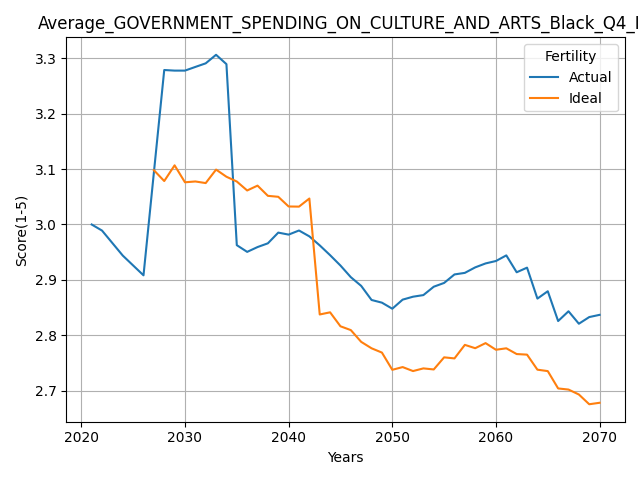 Average_GOVERNMENT_SPENDING_ON_CULTURE_AND_ARTS_Black_Q4_
Score(1-5)
3.3
3.2
3.1
3.0
2.9
2.8
2.7
Fertility
Actual
Ideal
2020 2030 2040 2050 2060 2070
Years